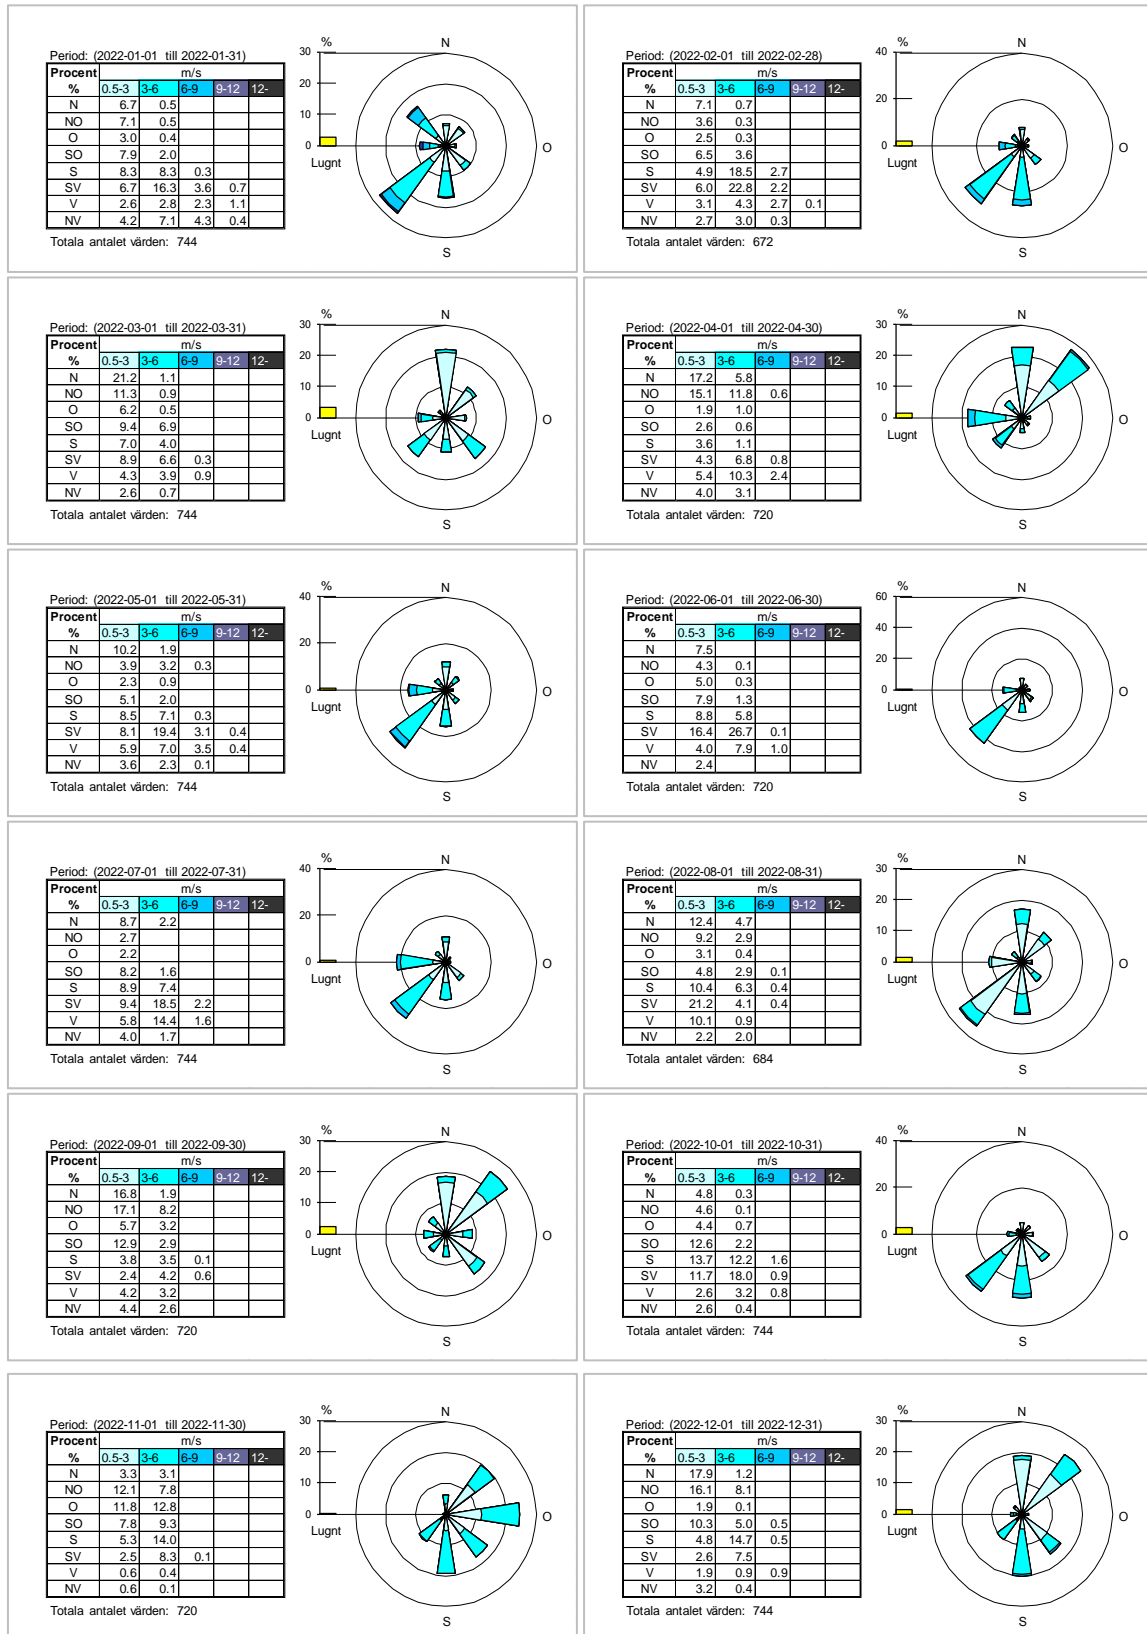 Period: (2022-01-01 till 2022-01-31)
Procent m/s
% 0.5-3 3-6 6-9 9-12 12-
N 6.7 0.5
NO 7.1 0.5
O 3.0 0.4
SO 7.9 2.0
S 8.3 8.3 0.3
SV 6.7 16.3 3.6 0.7
V 2.6 2.8 2.3 1.1
NV 4.2 7.1 4.3 0.4
Totala antalet värden: 744
%
30
20
10
0
Lugnt
N
O
S
Period: (2022-02-01 till 2022-02-28)
Procent m/s
% 0.5-3 3-6 6-9 9-12 12-
N 7.1 0.7
NO 3.6 0.3
O 2.5 0.3
SO 6.5 3.6
S 4.9 18.5 2.7
SV 6.0 22.8 2.2
V 3.1 4.3 2.7 0.1
NV 2.7 3.0 0.3
Totala antalet värden: 672
%
40
20
0
Lugnt
N
O
S
Period: (2022-03-01 till 2022-03-31)
Procent m/s
% 0.5-3 3-6 6-9 9-12 12-
N 21.2 1.1
NO 11.3 0.9
O 6.2 0.5
SO 9.4 6.9
S 7.0 4.0
SV 8.9 6.6 0.3
V 4.3 3.9 0.9
NV 2.6 0.7
Totala antalet värden: 744
%
30
20
10
0
Lugnt
N
O
S
Period: (2022-04-01 till 2022-04-30)
Procent m/s
% 0.5-3 3-6 6-9 9-12 12-
N 17.2 5.8
NO 15.1 11.8 0.6
O 1.9 1.0
SO 2.6 0.6
S 3.6 1.1
SV 4.3 6.8 0.8
V 5.4 10.3 2.4
NV 4.0 3.1
Totala antalet värden: 720
%
30
20
10
0
Lugnt
N
O
S
Period: (2022-05-01 till 2022-05-31)
Procent m/s
% 0.5-3 3-6 6-9 9-12 12-
N 10.2 1.9
NO 3.9 3.2 0.3
O 2.3 0.9
SO 5.1 2.0
S 8.5 7.1 0.3
SV 8.1 19.4 3.1 0.4
V 5.9 7.0 3.5 0.4
NV 3.6 2.3 0.1
Totala antalet värden: 744
%
40
20
0
Lugnt
N
O
S
Period: (2022-06-01 till 2022-06-30)
Procent m/s
% 0.5-3 3-6 6-9 9-12 12-
N 7.5
NO 4.3 0.1
O 5.0 0.3
SO 7.9 1.3
S 8.8 5.8
SV 16.4 26.7 0.1
V 4.0 7.9 1.0
NV 2.4
Totala antalet värden: 720
%
60
40
20
0
Lugnt
N
O
S
Period: (2022-07-01 till 2022-07-31)
Procent m/s
% 0.5-3 3-6 6-9 9-12 12-
N 8.7 2.2
NO 2.7
O 2.2
SO 8.2 1.6
S 8.9 7.4
SV 9.4 18.5 2.2
V 5.8 14.4 1.6
NV 4.0 1.7
Totala antalet värden: 744
%
40
20
0
Lugnt
N
O
S
Period: (2022-08-01 till 2022-08-31)
Procent m/s
% 0.5-3 3-6 6-9 9-12 12-
N 12.4 4.7
NO 9.2 2.9
O 3.1 0.4
SO 4.8 2.9 0.1
S 10.4 6.3 0.4
SV 21.2 4.1 0.4
V 10.1 0.9
NV 2.2 2.0
Totala antalet värden: 684
%
30
20
10
0
Lugnt
N
O
S
Period: (2022-09-01 till 2022-09-30)
Procent m/s
% 0.5-3 3-6 6-9 9-12 12-
N 16.8 1.9
NO 17.1 8.2
O 5.7 3.2
SO 12.9 2.9
S 3.8 3.5 0.1
SV 2.4 4.2 0.6
V 4.2 3.2
NV 4.4 2.6
Totala antalet värden: 720
%
30
20
10
0
Lugnt
N
O
S
Period: (2022-10-01 till 2022-10-31)
Procent m/s
% 0.5-3 3-6 6-9 9-12 12-
N 4.8 0.3
NO 4.6 0.1
O 4.4 0.7
SO 12.6 2.2
S 13.7 12.2 1.6
SV 11.7 18.0 0.9
V 2.6 3.2 0.8
NV 2.6 0.4
Totala antalet värden: 744
%
40
20
0
Lugnt
N
O
S
Period: (2022-11-01 till 2022-11-30)
Procent m/s
% 0.5-3 3-6 6-9 9-12 12-
N 3.3 3.1
NO 12.1 7.8
O 11.8 12.8
SO 7.8 9.3
S 5.3 14.0
SV 2.5 8.3 0.1
V 0.6 0.4
NV 0.6 0.1
Totala antalet värden: 720
%
30
20
10
0
Lugnt
N
O
S
Period: (2022-12-01 till 2022-12-31)
Procent m/s
% 0.5-3 3-6 6-9 9-12 12-
N 17.9 1.2
NO 16.1 8.1
O 1.9 0.1
SO 10.3 5.0 0.5
S 4.8 14.7 0.5
SV 2.6 7.5
V 1.9 0.9 0.9
NV 3.2 0.4
Totala antalet värden: 744
%
30
20
10
0
Lugnt
N
O
S